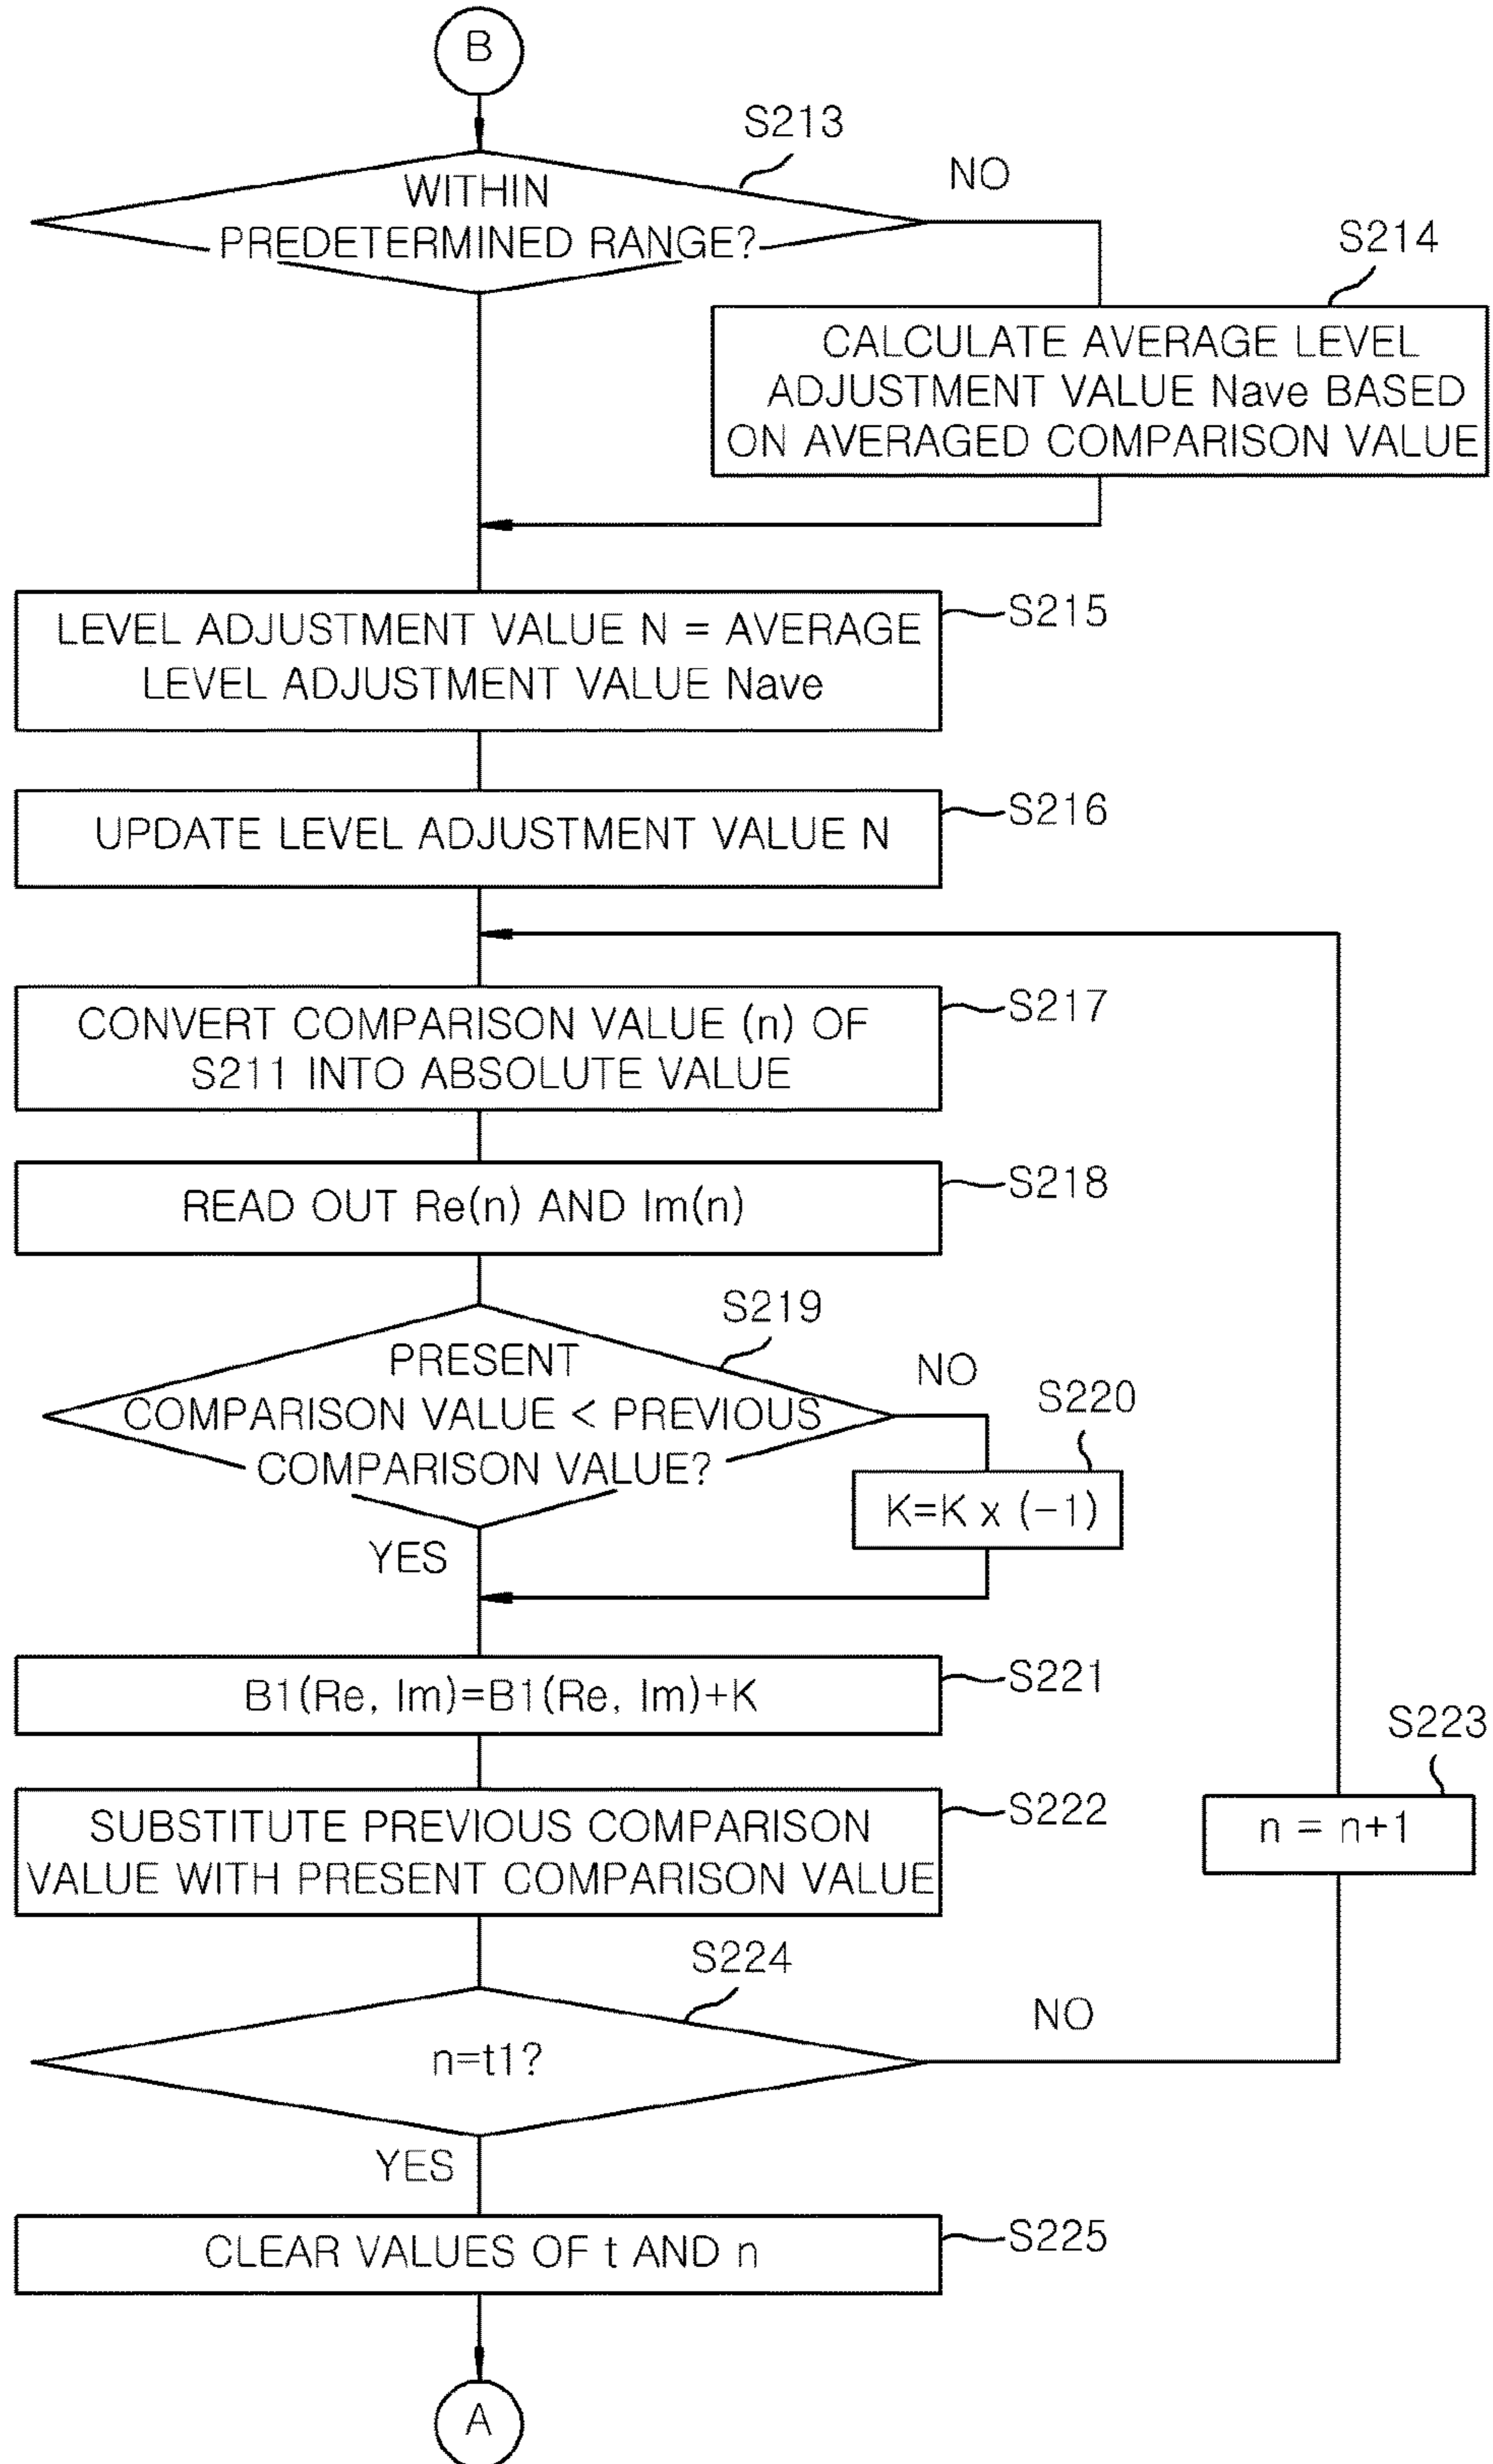 B
S213
WITHIN
PREDETERMINED RANGE?
NO
S214
CALCULATE AVERAGE LEVEL
ADJUSTMENT VALUE Nave BASED
ON AVERAGED COMPARISON VALUE
LEVEL ADJUSTMENT VALUE N = AVERAGE
LEVEL ADJUSTMENT VALUE Nave
S215
UPDATE LEVEL ADJUSTMENT VALUE N
S216
CONVERT COMPARISON VALUE (n) OF
S211 INTO ABSOLUTE VALUE
S217
READ OUT Re(n) AND Im(n)
S218
S219
PRESENT
COMPARISON VALUE < PREVIOUS
COMPARISON VALUE?
NO
S220
K=K x (-1)
YES
B1(Re, Im)=B1(Re, Im)+K
S221
SUBSTITUTE PREVIOUS COMPARISON
VALUE WITH PRESENT COMPARISON VALUE
S222
S223
n = n+1
S224
n=t1?
NO
YES
CLEAR VALUES OF t AND n
S225
A